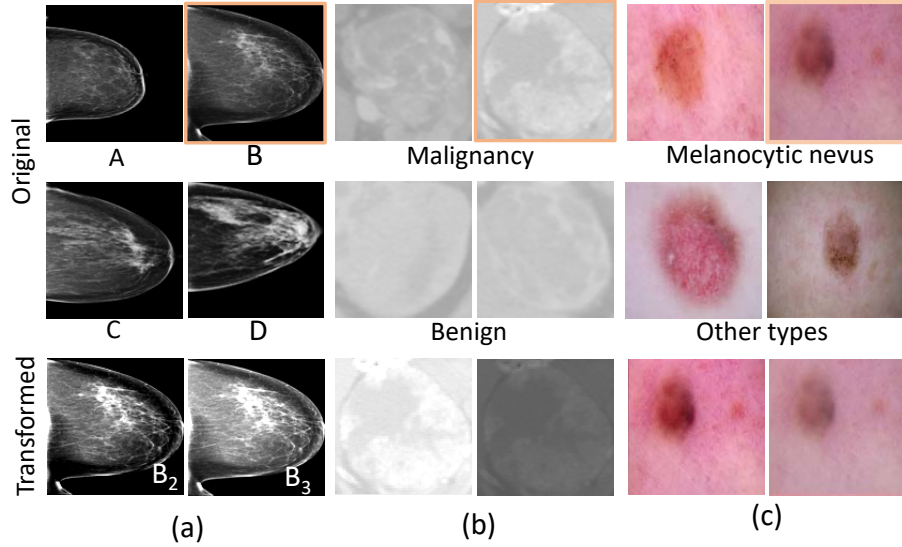 Original
A
B
Malignancy
Melanocytic nevus
C
D
Benign
Other types
Transformed
B₂
B₃
(a)
(b)
(c)